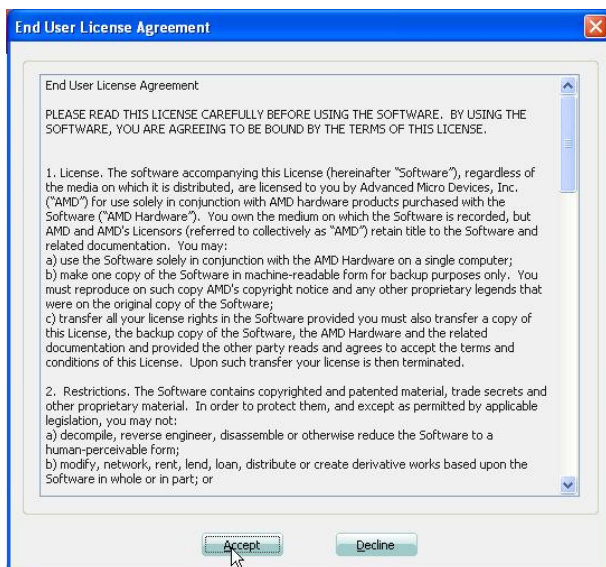 End User License Agreement
End User License Agreement
PLEASE READ THIS LICENSE CAREFULLY BEFORE USING THE SOFTWARE.  BY USING THE
SOFTWARE, YOU ARE AGREEING TO BE BOUND BY THE TERMS OF THIS LICENSE.
1. License. The software accompanying this License (hereinafter “Software”), regardless of
the media on which it is distributed, are licensed to you by Advanced Micro Devices, Inc.
(“AMD”) for use solely in conjunction with AMD hardware products purchased with the
Software (“AMD Hardware”).  You own the medium on which the Software is recorded, but
AMD and AMD's Licensors (referred to collectively as “AMD”) retain title to the Software and
related documentation.  You may:
a) use the Software solely in conjunction with the AMD Hardware on a single computer;
b) make one copy of the Software in machine-readable form for backup purposes only.  You
must reproduce on such copy AMD's copyright notice and any other proprietary legends that
were on the original copy of the Software;
c) transfer all your license rights in the Software provided you must also transfer a copy of
this License, the backup copy of the Software, the AMD Hardware and the related
documentation and provided the other party reads and agrees to accept the terms and
conditions of this License.  Upon such transfer your license is then terminated.
2.  Restrictions. The Software contains copyrighted and patented material, trade secrets and
other proprietary material.  In order to protect them, and except as permitted by applicable
legislation, you may not:
a) decompile, reverse engineer, disassemble or otherwise reduce the Software to a
human-perceivable form;
b) modify, network, rent, lend, loan, distribute or create derivative works based upon the
Software in whole or in part; or
Accept
Decline